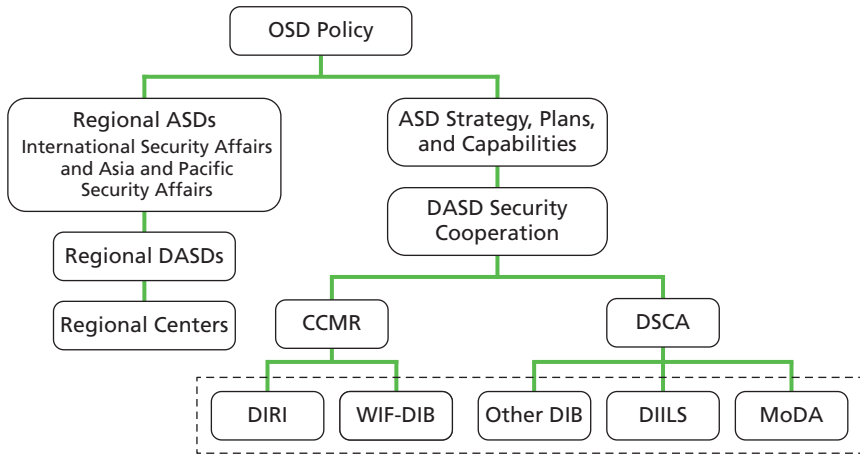 OSD Policy
Regional ASDs
International Security Affairs
and Asia and Pacific
Security Affairs
ASD Strategy, Plans,
and Capabilities
DASD Security
Cooperation
Regional DASDs
Regional Centers
CCMR
DSCA
DIRI
WIF-DIB
Other DIB
DIILS
MoDA